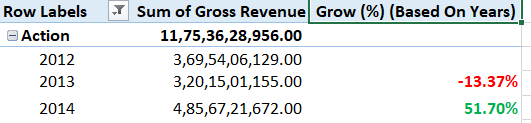 Row Labels Sum of Gross Revenue Grow (%) (Based On Years)
Action 11,75,36,28,956.00
2012 3,69,54,06,129.00
2013 3,20,15,01,155.00 -13.37%
2014 4,85,67,21,672.00 51.70%